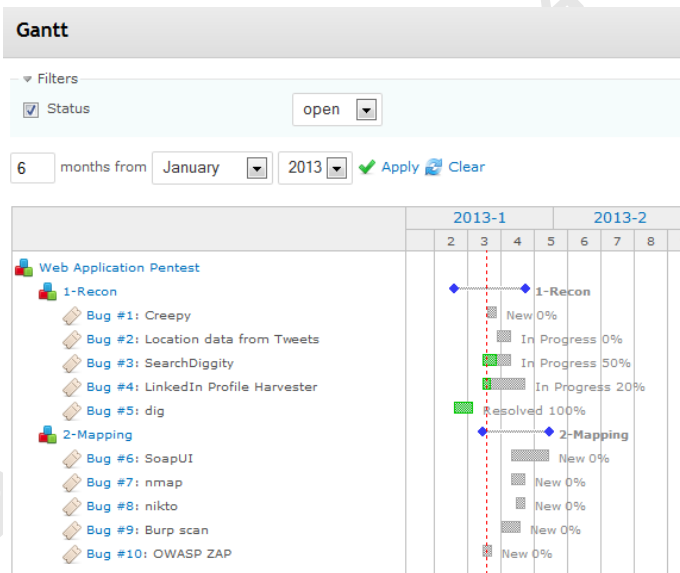 Gantt
Filters
Status open
6 months from January 2013 Apply Clear
2013-1 2013-2
2 3 4 5 6 7 8
Web Application Pentest
1-Recon 1-Recon
Bug #1: Creepy New 0%
Bug #2: Location data from Tweets In Progress 0%
Bug #3: SearchDiggity In Progress 50%
Bug #4: LinkedIn Profile Harvester In Progress 20%
Bug #5: dig Resolved 100%
2-Mapping 2-Mapping
Bug #6: SoapUI New 0%
Bug #7: nmap New 0%
Bug #8: nikto New 0%
Bug #9: Burp scan New 0%
Bug #10: OWASP ZAP New 0%